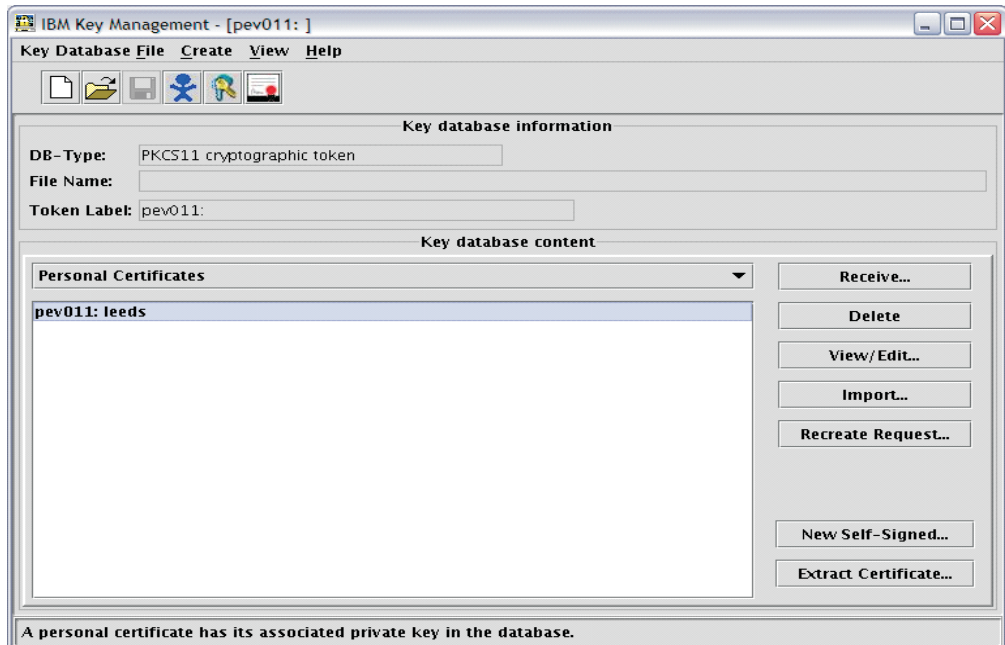 IBM Key Management - [pev011: ]
Key Database File Create View Help
Key database information
DB-Type: PKCS11 cryptographic token
File Name:
Token Label: pev011:
Key database content
Personal Certificates
Receive...
pev011: leeds
Delete
View/Edit...
Import...
Recreate Request...
New Self-Signed...
Extract Certificate...
A personal certificate has its associated private key in the database.